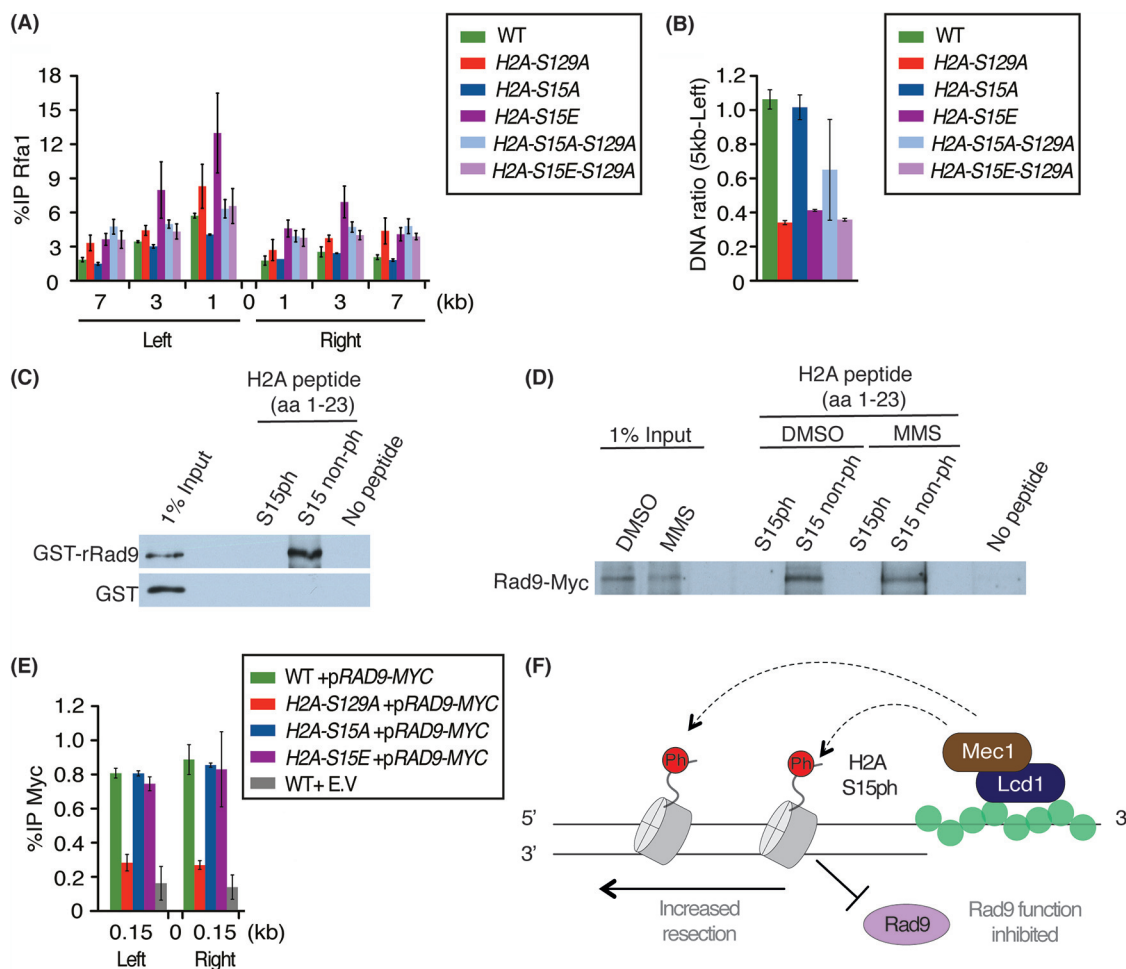 (A)
WT
H2A-S129A
H2A-S15A
H2A-S15E
H2A-S15A-S129A
H2A-S15E-S129A
%IP Rfa1
18
15
12
9
6
3
0
7 3 1 0 1 3 7 (kb)
Left Right
(B)
WT
H2A-S129A
H2A-S15A
H2A-S15E
H2A-S15A-S129A
H2A-S15E-S129A
DNA ratio (5kb-Left)
1.2
1.0
0.8
0.6
0.4
0.2
0
(C)
H2A peptide
(aa 1-23)
1% Input
S15ph
S15 non-ph
No peptide
GST-rRad9
GST
(D)
H2A peptide
(aa 1-23)
1% Input DMSO MMS
DMSO
MMS
S15ph
S15 non-ph
S15ph
S15 non-ph
No peptide
Rad9-Myc
(E)
WT +pRAD9-MYC
H2A-S129A +pRAD9-MYC
H2A-S15A +pRAD9-MYC
H2A-S15E +pRAD9-MYC
WT+ E.V
%IP Myc
1.2
1.0
0.8
0.6
0.4
0.2
0
0.15 0 0.15 (kb)
Left Right
(F)
Ph
Ph
H2A
S15ph
Mec1
Lcd1
5’
3’
3’
Increased
resection
Rad9
Rad9 function
inhibited